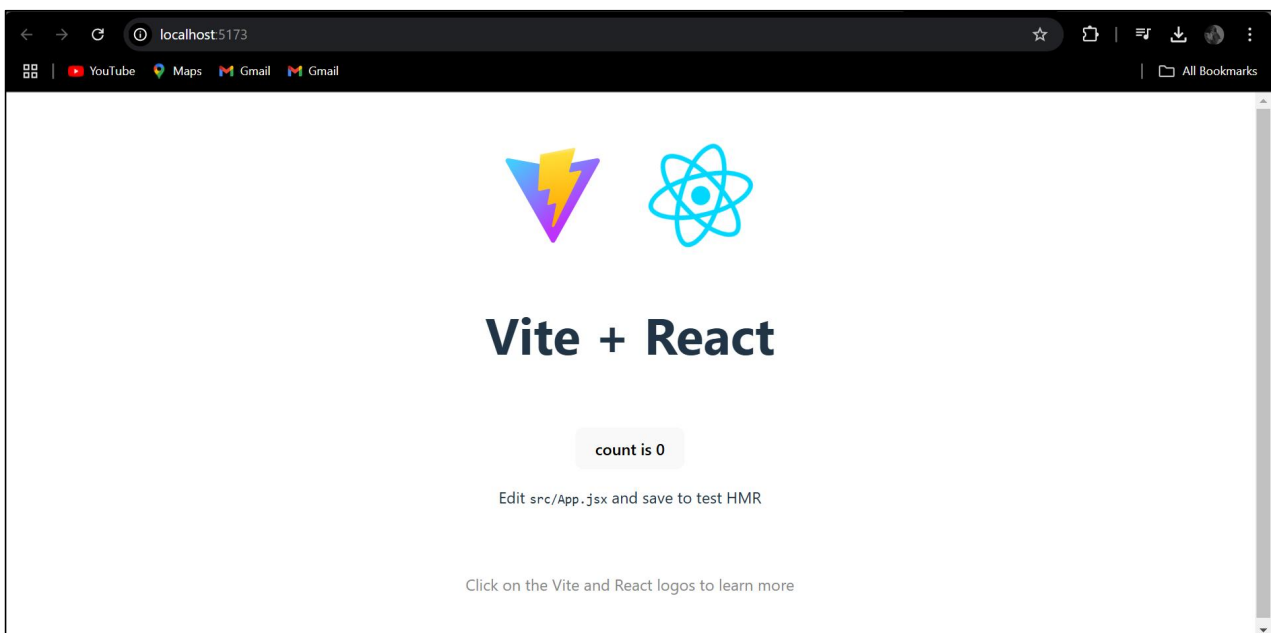 localhost:5173
YouTube Maps Gmail Gmail All Bookmarks
Vite + React
count is 0
Edit src/App.jsx and save to test HMR
Click on the Vite and React logos to learn more